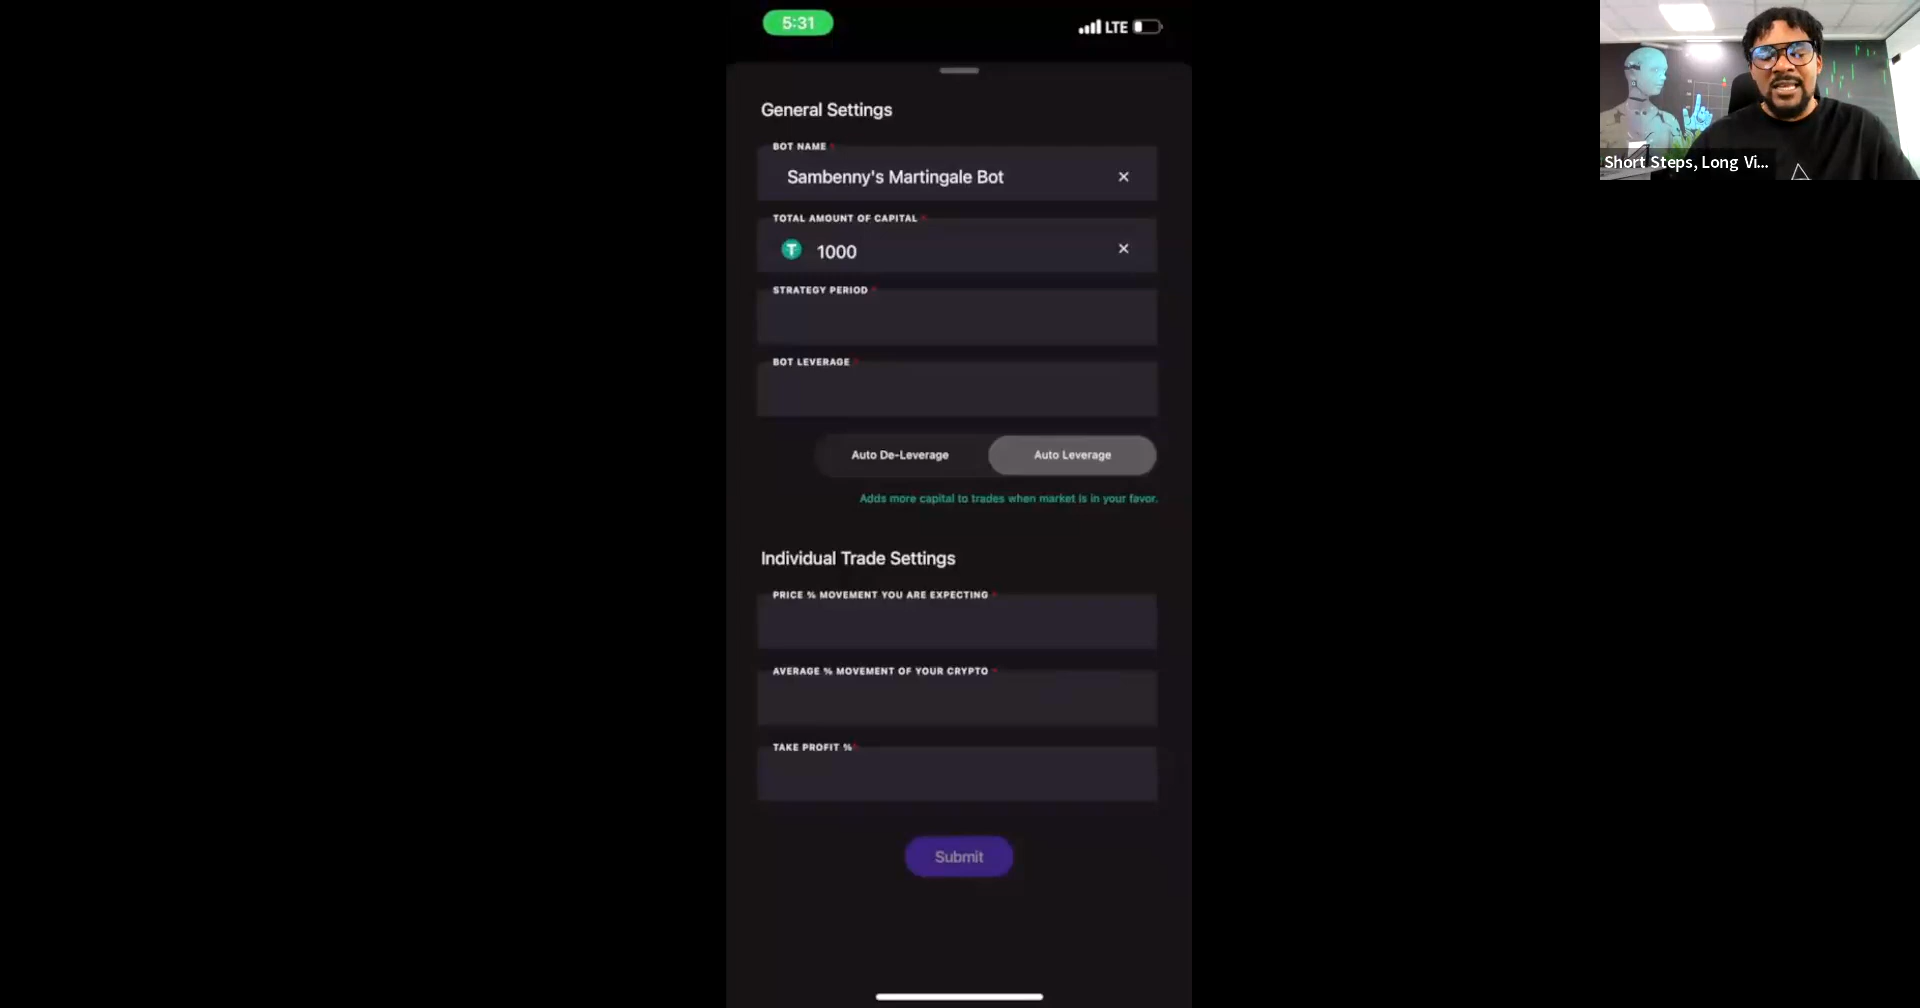 5:31
LTE
General Settings
BOT NAME *
Sambenny's Martingale Bot
TOTAL AMOUNT OF CAPITAL *
1000
STRATEGY PERIOD *
BOT LEVERAGE *
Auto De-Leverage
Auto Leverage
Adds more capital to trades when market is in your favor.
Individual Trade Settings
PRICE % MOVEMENT YOU ARE EXPECTING *
AVERAGE % MOVEMENT OF YOUR CRYPTO *
TAKE PROFIT % *
Submit
Short Steps, Long Vi...